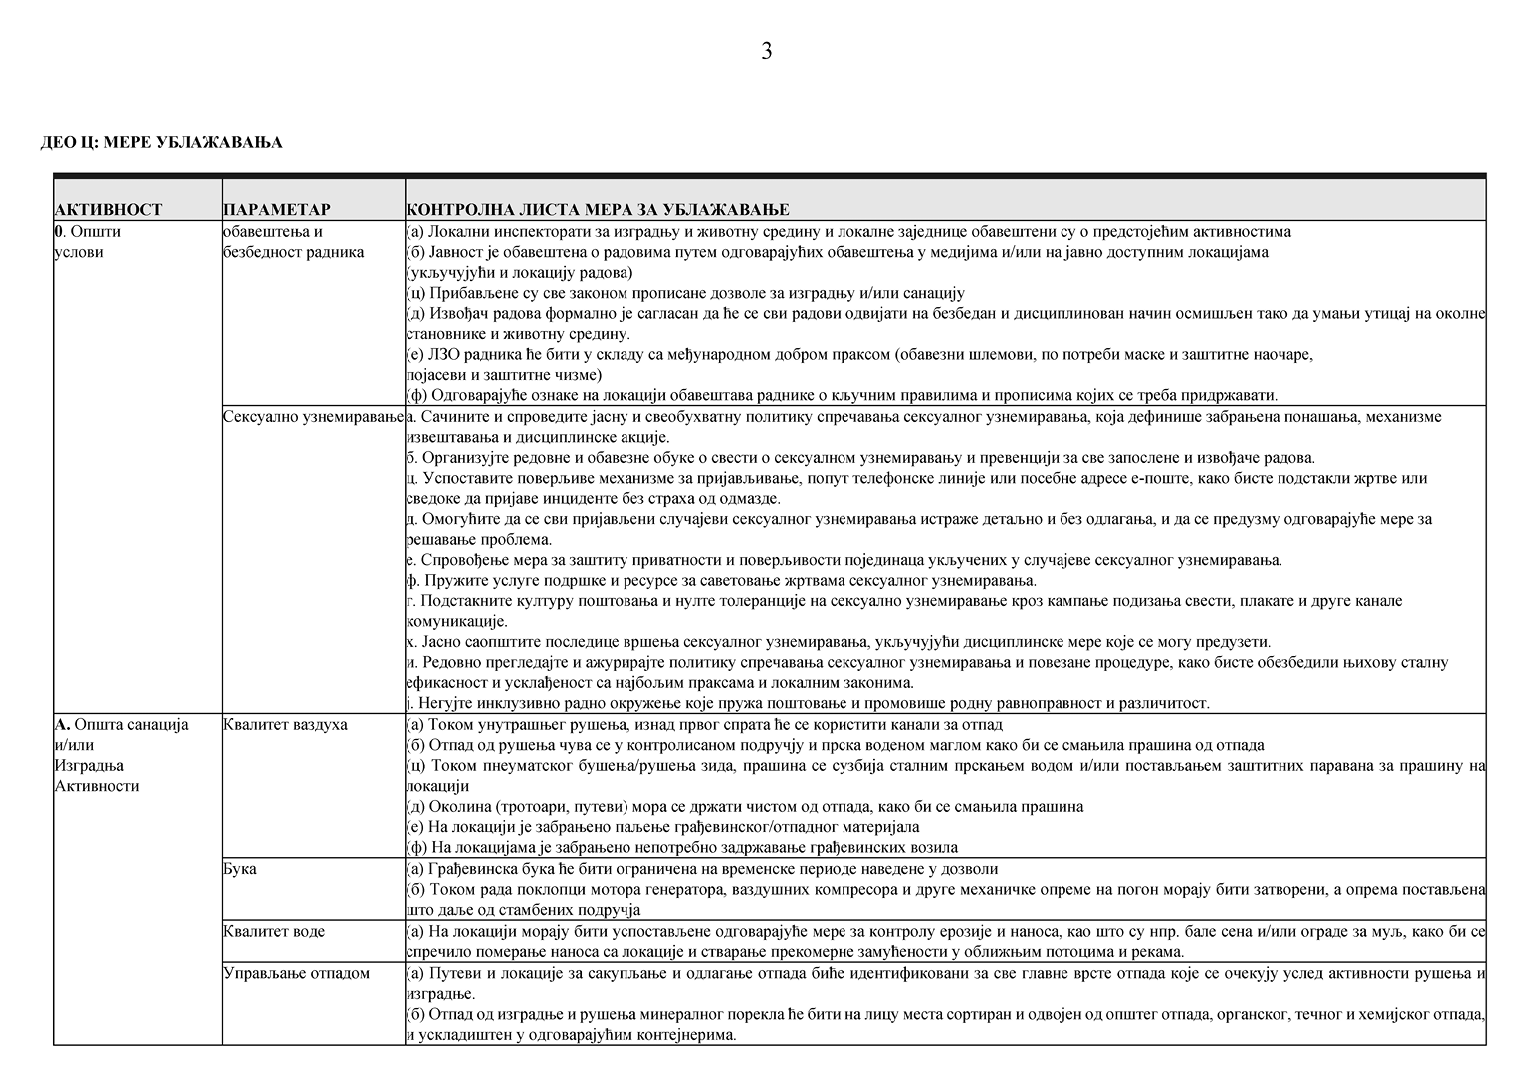 3
ДЕО Ц: МЕРЕ УБЛАЖАВАЊА
АКТИВНОСТ
ПАРАМЕТАР
КОНТРОЛНА ЛИСТА МЕРА ЗА УБЛАЖАВАЊЕ
0. Општи
услови
обавештења и
безбедност радника
(а) Локални инспекторати за изградњу и животну средину и локалне заједнице обавештени су о предстојећим активностима
(б) Јавност је обавештена о радовима путем одговарајућих обавештења у медијима и/или на јавно доступним локацијама
(укључујући и локацију радова)
(ц) Прибављене су све законом прописане дозволе за изградњу и/или санацију
(д) Извођач радова формално је сагласан да ће се сви радови одвијати на безбедан и дисциплинован начин осмишљен тако да умањи утицај на околне
становнике и животну средину.
(е) ЛЗО радника ће бити у складу са међународном добром праксом (обавезни шлемови, по потреби маске и заштитне наочаре,
појасеви и заштитне чизме)
(ф) Одговарајуће ознаке на локацији обавештава раднике о кључним правилима и прописима којих се треба придржавати.
Сексуално узнемиравање
а. Сачините и спроведите јасну и свеобухватну политику спречавања сексуалног узнемиравања, која дефинише забрањена понашања, механизме
извештавања и дисциплинске акције.
б. Организујте редовне и обавезне обуке о свести о сексуалном узнемиравању и превенцији за све запослене и извођаче радова.
ц. Успоставите поверљиве механизме за пријављивање, попут телефонске линије или посебне адресе е-поште, како бисте подстакли жртве или
сведоке да пријаве инциденте без страха од одмазде.
д. Омогућите да се сви пријављени случајеви сексуалног узнемиравања истраже детаљно и без одлагања, и да се предузму одговарајуће мере за
решавање проблема.
е. Спровођење мера за заштиту приватности и поверљивости појединаца укључених у случајеве сексуалног узнемиравања.
ф. Пружите услуге подршке и ресурсе за саветовање жртвама сексуалног узнемиравања.
г. Подстакните културу поштовања и нулте толеранције на сексуално узнемиравање кроз кампање подизања свести, плакате и друге канале
комуникације.
х. Јасно саопштите последице вршења сексуалног узнемиравања, укључујући дисциплинске мере које се могу предузети.
и. Редовно прегледајте и ажурирајте политику спречавања сексуалног узнемиравања и повезане процедуре, како бисте обезбедили њихову сталну
ефикасност и усклађеност са најбољим праксама и локалним законима.
ј. Негујте инклузивно радно окружење које пружа поштовање и промовише родну равноправност и различитост.
А. Општа санација
и/или
Изградња
Активности
Квалитет ваздуха
(а) Током унутрашњег рушења, изнад првог спрата ће се користити канали за отпад
(б) Отпад од рушења чува се у контролисаном подручју и прска воденом маглом како би се смањила прашина од отпада
(ц) Током пнеуматског бушења/рушења зида, прашина се сузбија сталним прскањем водом и/или постављањем заштитних паравана за прашину на
локацији
(д) Околина (тротоари, путеви) мора се држати чистом од отпада, како би се смањила прашина
(е) На локацији је забрањено паљење грађевинског/отпадног материјала
(ф) На локацијама је забрањено непотребно задржавање грађевинских возила
Бука
(а) Грађевинска бука ће бити ограничена на временске периоде наведене у дозволи
(б) Током рада поклопци мотора генератора, ваздушних компресора и друге механичке опреме на погон морају бити затворени, а опрема постављена
што даље од стамбених подручја
Квалитет воде
(а) На локацији морају бити успостављене одговарајуће мере за контролу ерозије и наноса, као што су нпр. бале сена и/или ограде за муљ, како би се
спречило померање наноса са локације и стварање прекомерне замућености у оближњим потоцима и рекама.
Управљање отпадом
(а) Путеви и локације за сакупљање и одлагање отпада биће идентификовани за све главне врсте отпада које се очекују услед активности рушења и
изградње.
(б) Отпад од изградње и рушења минералног порекла ће бити на лицу места сортиран и одвојен од општег отпада, органског, течног и хемијског отпада,
и ускладиштен у одговарајућим контејнерима.